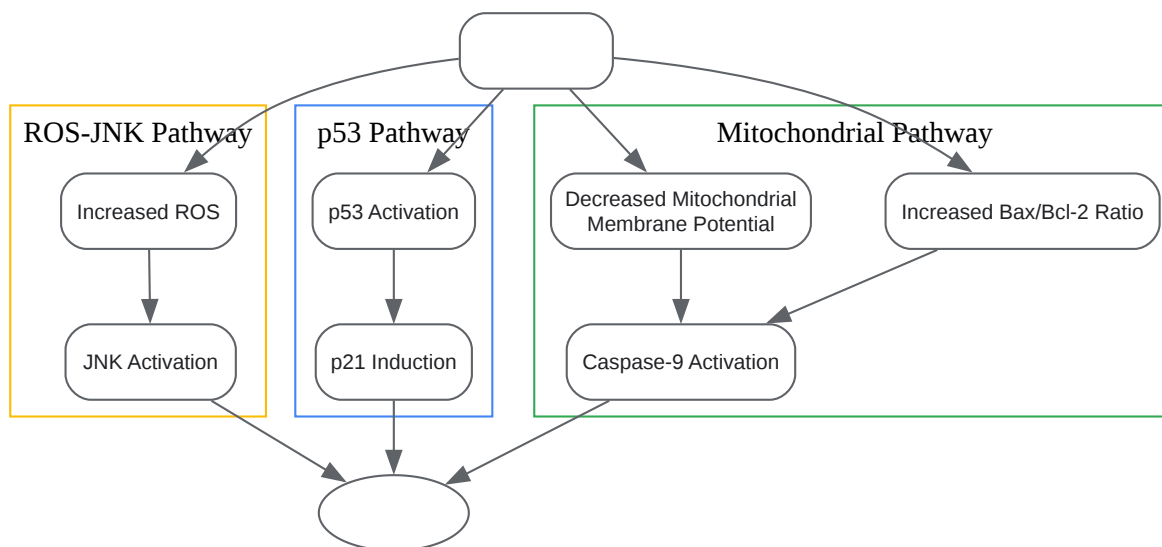 ROS-JNK Pathway
p53 Pathway
Mitochondrial Pathway
Increased ROS
p53 Activation
Decreased Mitochondrial
Membrane Potential
Increased Bax/Bcl-2 Ratio
JNK Activation
p21 Induction
Caspase-9 Activation